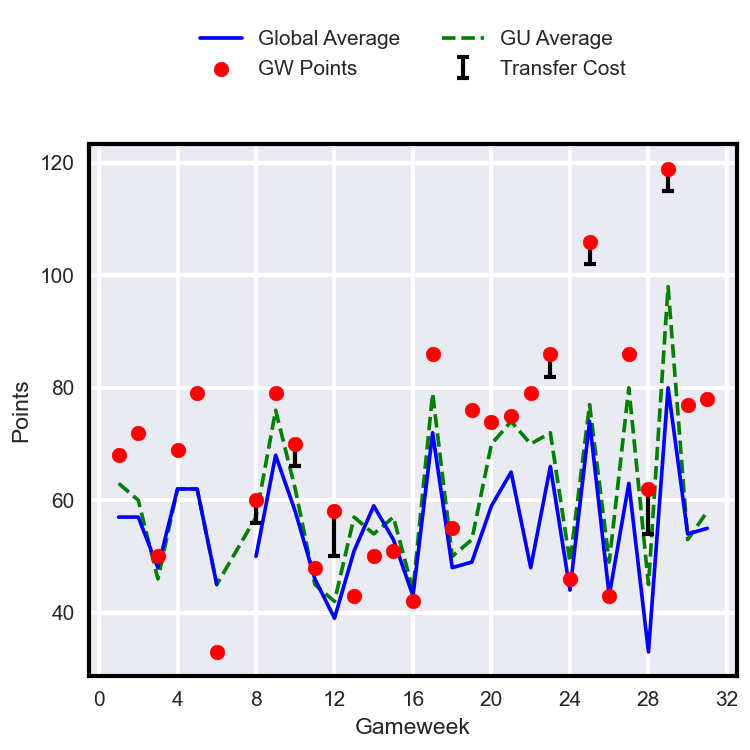 Global Average GU Average
GW Points Transfer Cost
120
100
80
60
40
Points
0 4 8 12 16 20 24 28 32
Gameweek